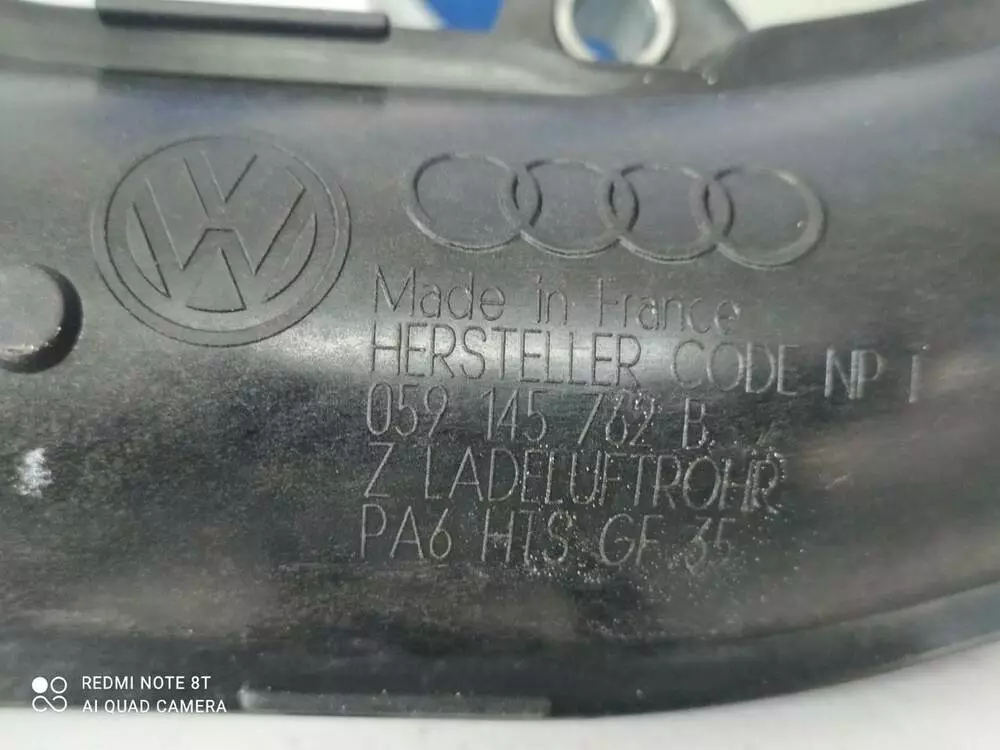 Made in France
HERSTELLER CODE NP1
059 145 762 B
Z LADELUFTROHR
PA6 HTS GF 35
REDMI NOTE 8T
AI QUAD CAMERA